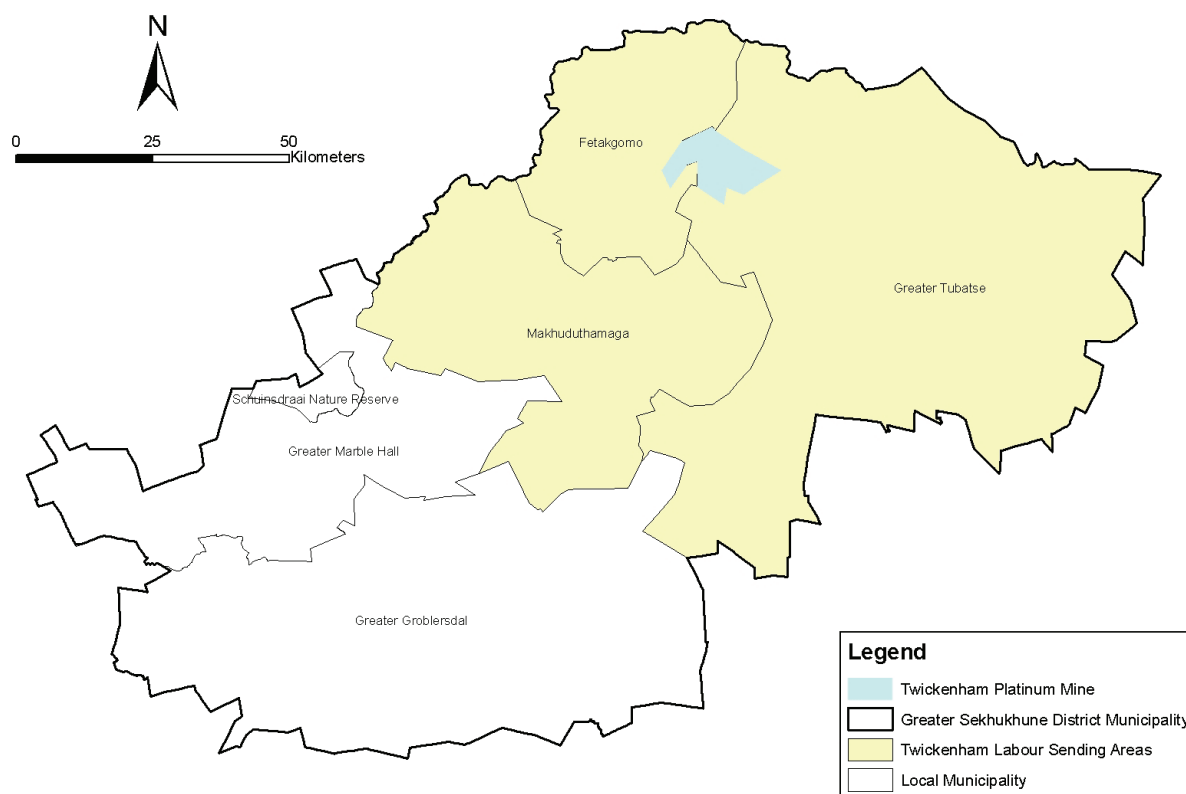 N
0 25 50
Kilometers
Fetakgomo
Greater Tubatse
Makhuduthamaga
Schuinsdraai Nature Reserve
Greater Marble Hall
Greater Groblersdal
Legend
Twickenham Platinum Mine
Greater Sekhukhune District Municipality
Twickenham Labour Sending Areas
Local Municipality